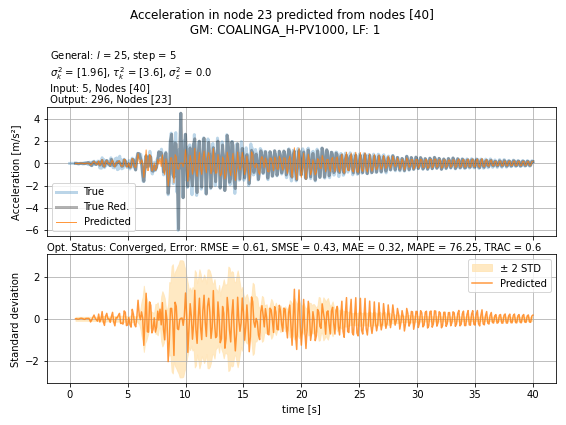 Acceleration in node 23 predicted from nodes [40]
GM: COALINGA_H-PV1000, LF: 1
General: l = 25, step = 5
σ²ₖ = [1.96], τ²ₖ = [3.6], σ²ε = 0.0
Input: 5, Nodes [40]
Output: 296, Nodes [23]
Acceleration [m/s²]
4
2
0
−2
−4
−6
True
True Red.
Predicted
Opt. Status: Converged, Error: RMSE = 0.61, SMSE = 0.43, MAE = 0.32, MAPE = 76.25, TRAC = 0.6
Standard deviation
2
0
−2
± 2 STD
Predicted
0 5 10 15 20 25 30 35 40
time [s]